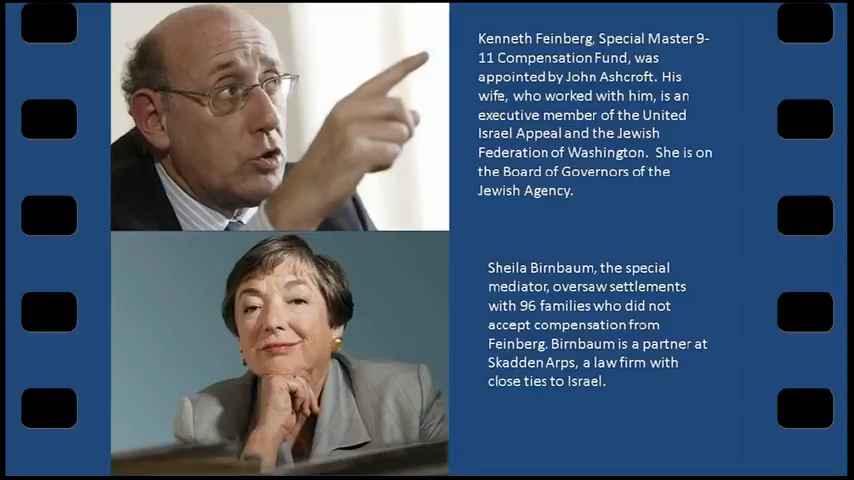 Kenneth Feinberg, Special Master 9-
11 Compensation Fund, was
appointed by John Ashcroft. His
wife, who worked with him, is an
executive member of the United
Israel Appeal and the Jewish
Federation of Washington. She is on
the Board of Governors of the
Jewish Agency.
Sheila Birnbaum, the special
mediator, oversaw settlements
with 96 families who did not
accept compensation from
Feinberg. Birnbaum is a partner at
Skadden Arps, a law firm with
close ties to Israel.